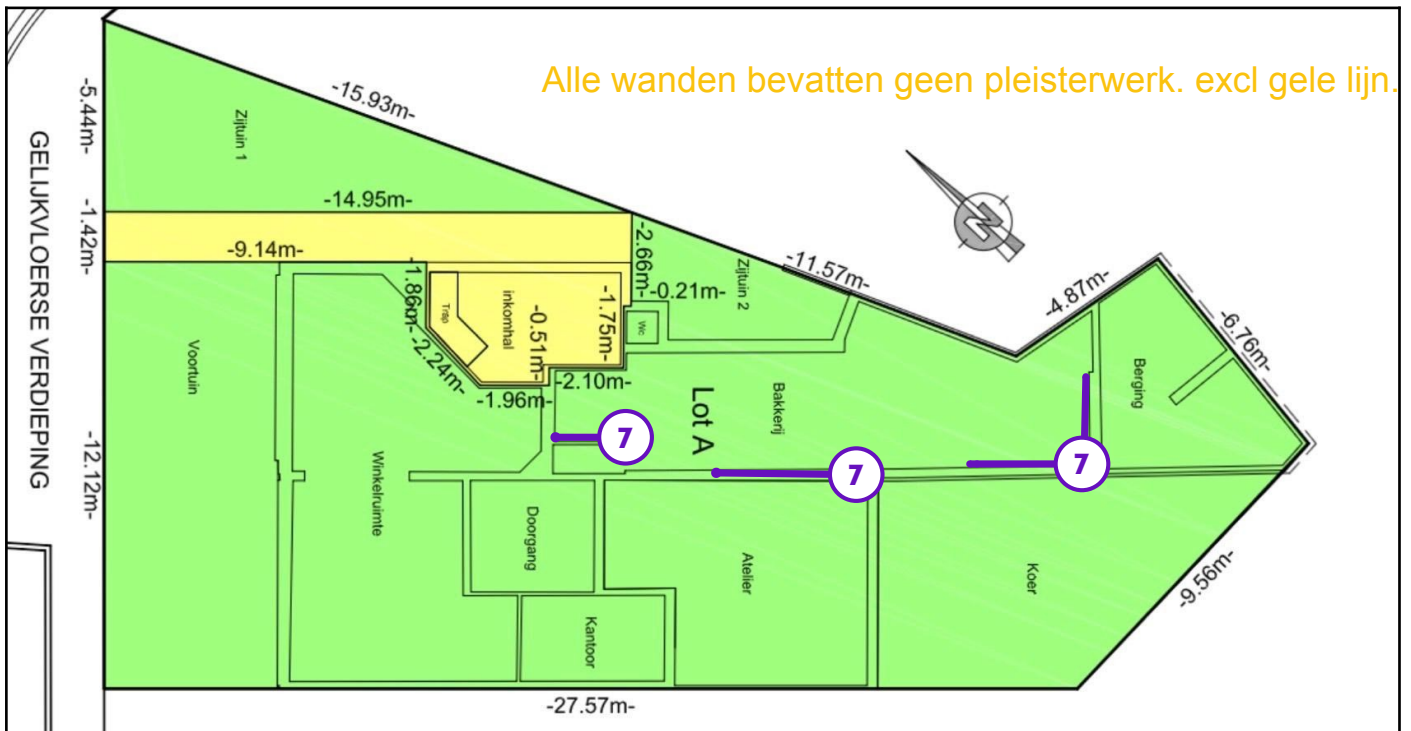 Alle wanden bevatten geen pleisterwerk. excl gele lijn.
-15.93m-
-5.44m-
Zijtuin 1
GELIJKVLOERSE VERDIEPING
-14.95m-
-1.42m-
-9.14m-
-2.66m-
Zijtuin 2
-11.57m-
-4.87m-
-6.76m-
-1.86m-
Trap
inkomhal
-0.51m-
-1.75m-
-0.21m-
Wc
N
Voortuin
-2.24m-
-2.10m-
-1.96m-
Lot A
Bakkerij
Berging
-12.12m-
7
7
7
Winkelruimte
Doorgang
Atelier
Koer
-9.56m-
Kantoor
-27.57m-